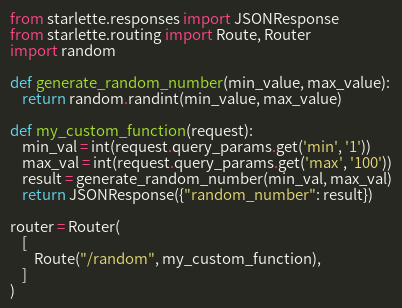 from starlette.responses import JSONResponse
from starlette.routing import Route, Router
import random

def generate_random_number(min_value, max_value):
    return random.randint(min_value, max_value)

def my_custom_function(request):
    min_val = int(request.query_params.get('min', '1'))
    max_val = int(request.query_params.get('max', '100'))
    result = generate_random_number(min_val, max_val)
    return JSONResponse({"random_number": result})

router = Router(
    [
        Route("/random", my_custom_function),
    ]
)